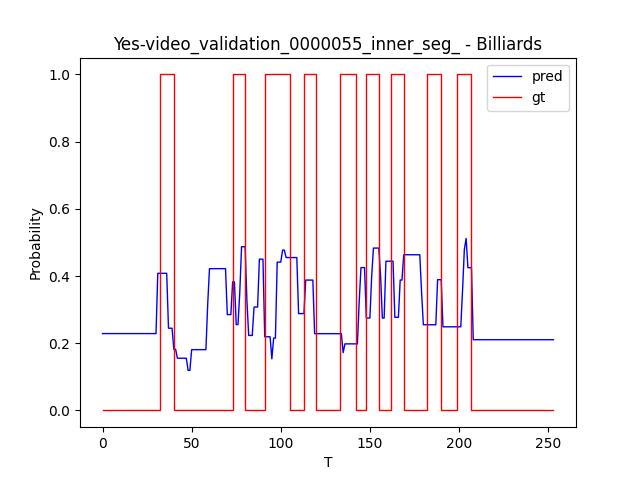 Yes-video_validation_0000055_inner_seg_ - Billiards
pred
gt
1.0
0.8
0.6
0.4
0.2
0.0
Probability
0
50
100
150
200
250
T